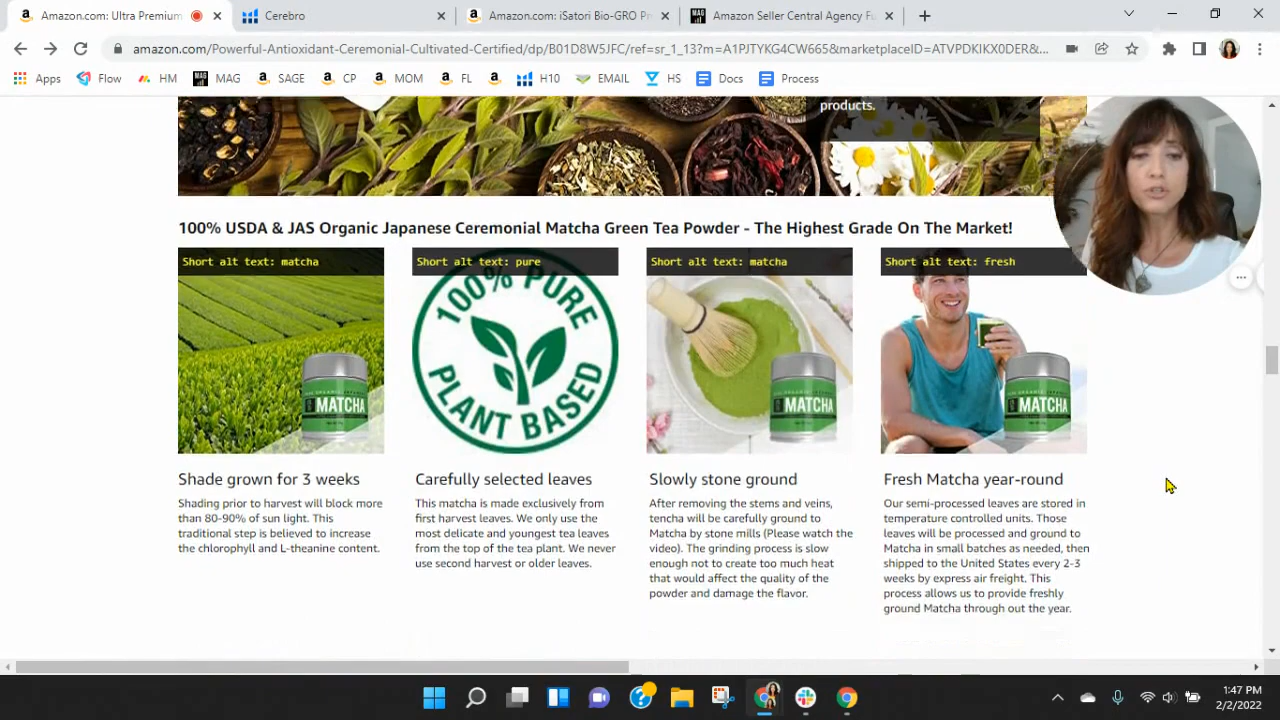 Amazon.com: Ultra Premium
Cerebro
Amazon.com: iSatori Bio-GRO Pr
Amazon Seller Central Agency Fu
amazon.com/Powerful-Antioxidant-Ceremonial-Cultivated-Certified/dp/B01D8W5JFC/ref=sr_1_13?m=A1PJTYKG4CW665&marketplaceID=ATVPDKIKX0DER&...
Apps
Flow
HM
MAG
SAGE
CP
MOM
FL
H10
EMAIL
HS
Docs
Process
products.
100% USDA & JAS Organic Japanese Ceremonial Matcha Green Tea Powder - The Highest Grade On The Market!
Short alt text: matcha
Short alt text: pure
Short alt text: matcha
Short alt text: fresh
MATCHA
100% PURE
PLANT BASED
MATCHA
MATCHA
Shade grown for 3 weeks
Shading prior to harvest will block more
than 80-90% of sun light. This
traditional step is believed to increase
the chlorophyll and L-theanine content.
Carefully selected leaves
This matcha is made exclusively from
first harvest leaves. We only use the
most delicate and youngest tea leaves
from the top of the tea plant. We never
use second harvest or older leaves.
Slowly stone ground
After removing the stems and veins,
tencha will be carefully ground to
Matcha by stone mills (Please watch the
video). The grinding process is slow
enough not to create too much heat
that would affect the quality of the
powder and damage the flavor.
Fresh Matcha year-round
Our semi-processed leaves are stored in
temperature controlled units. Those
leaves will be processed and ground to
Matcha in small batches as needed, then
shipped to the United States every 2-3
weeks by express air freight. This
process allows us to provide freshly
ground Matcha through out the year.
1:47 PM
2/2/2022